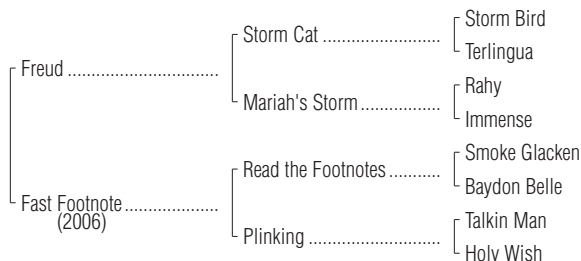 Storm Bird
Storm Cat ........................
Terlingua
Freud ................................
Rahy
Mariah's Storm ................
Immense
Smoke Glacken
Read the Footnotes ..........
Baydon Belle
Fast Footnote ....................
(2006)
Talkin Man
Plinking ...........................
Holy Wish